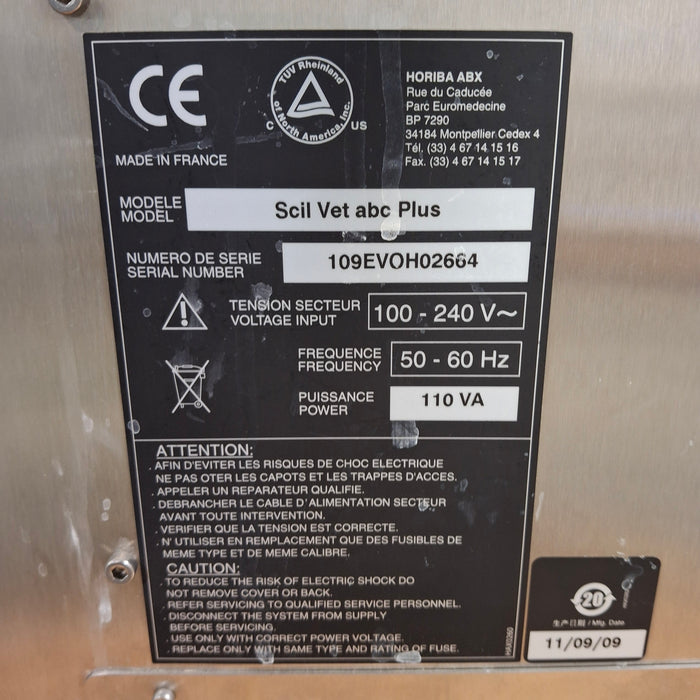 CE
TÜV Rheinland
of North America, Inc.
C US
HORIBA ABX
Rue du Caducée
Parc Euromedecine
BP 7290
34184 Montpellier Cedex 4
Tél. (33) 4 67 14 15 16
Fax. (33) 4 67 14 15 17
MADE IN FRANCE
MODELE
MODEL
Scil Vet abc Plus
NUMERO DE SERIE
SERIAL NUMBER
109EVOH02664
TENSION SECTEUR
VOLTAGE INPUT
100 - 240 V~
FREQUENCE
FREQUENCY
50 - 60 Hz
PUISSANCE
POWER
110 VA
ATTENTION:
. AFIN D'EVITER LES RISQUES DE CHOC ELECTRIQUE
NE PAS OTER LES CAPOTS ET LES TRAPPES D'ACCES.
. APPELER UN REPARATEUR QUALIFIE.
. DEBRANCHER LE CABLE D'ALIMENTATION SECTEUR
AVANT TOUTE INTERVENTION.
. VERIFIER QUE LA TENSION EST CORRECTE.
. N' UTILISER EN REMPLACEMENT QUE DES FUSIBLES DE
MEME TYPE ET DE MEME CALIBRE.
CAUTION:
. TO REDUCE THE RISK OF ELECTRIC SHOCK DO
NOT REMOVE COVER OR BACK.
. REFER SERVICING TO QUALIFIED SERVICE PERSONNEL.
. DISCONNECT THE SYSTEM FROM SUPPLY
BEFORE SERVICING.
. USE ONLY WITH CORRECT POWER VOLTAGE.
. REPLACE ONLY WITH SAME TYPE AND RATING OF FUSE.
20
生产日期 / Mfg. Date
11/09/09